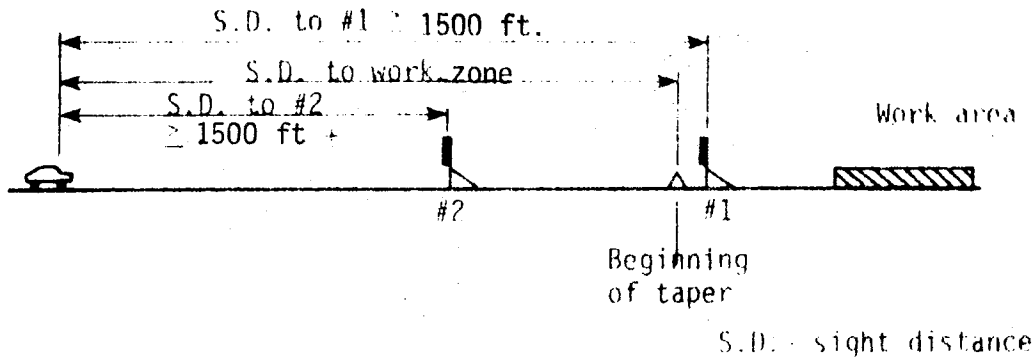 S.D. to #1 ≥ 1500 ft.
S.D. to work zone
S.D. to #2
≥ 1500 ft +
Work area
#2
#1
Beginning
of taper
S.D. - sight distance